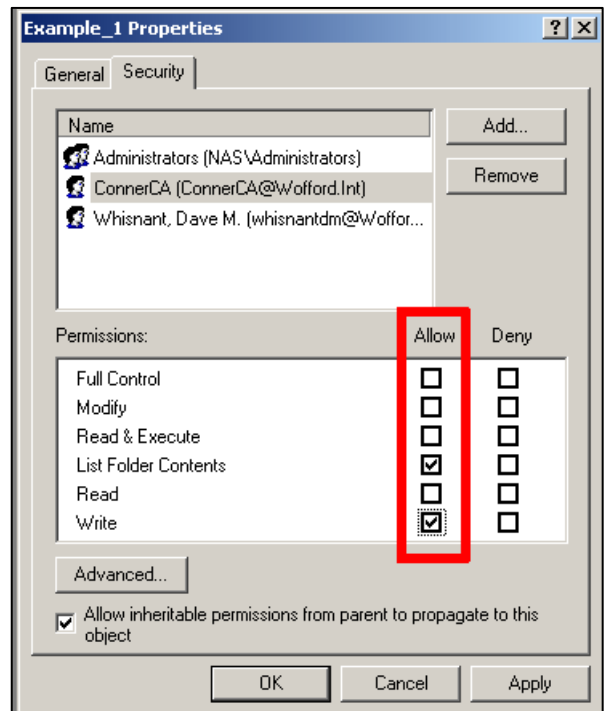 Example_1 Properties
General Security
Name
Administrators (NAS\Administrators)
ConnerCA (ConnerCA@Wofford.Int)
Whisnant, Dave M. (whisnantdm@Woffor...
Add...
Remove
Permissions: Allow Deny
Full Control
Modify
Read & Execute
List Folder Contents
Read
Write
Advanced...
Allow inheritable permissions from parent to propagate to this
object
OK Cancel Apply